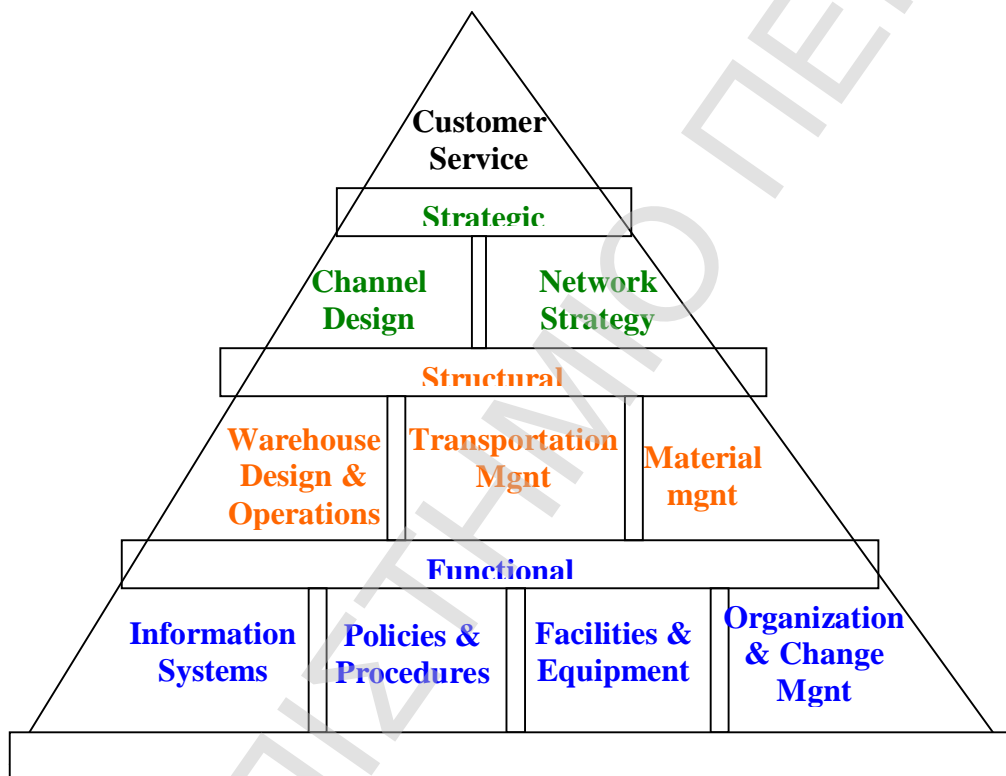 Customer
Service
Strategic
Channel
Design
Network
Strategy
Structural
Warehouse
Design &
Operations
Transportation
Mgnt
Material
mgnt
Functional
Information
Systems
Policies &
Procedures
Facilities &
Equipment
Organization
& Change
Mgnt